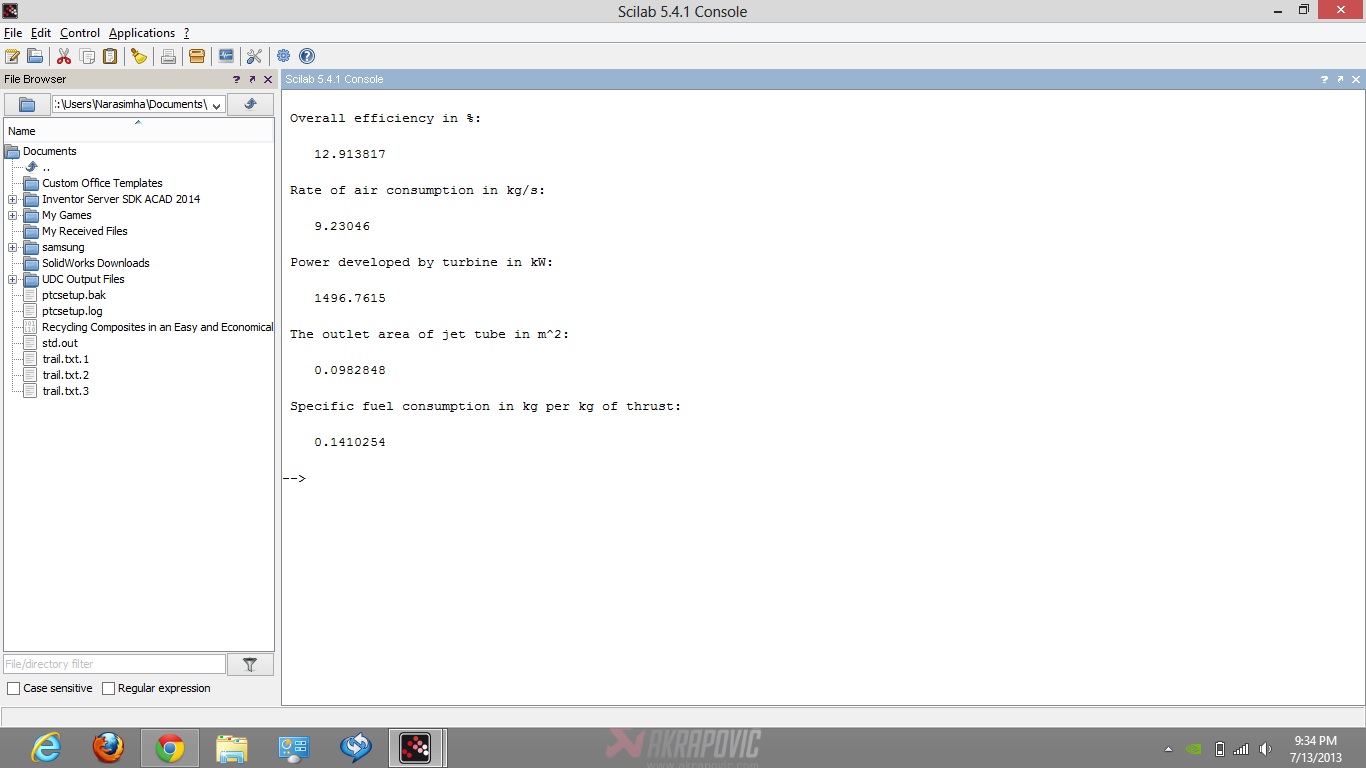 Scilab 5.4.1 Console
File Edit Control Applications ?
File Browser
Scilab 5.4.1 Console
:\Users\Narasimha\Documents\
Name
Documents
..
Custom Office Templates
Inventor Server SDK ACAD 2014
My Games
My Received Files
samsung
SolidWorks Downloads
UDC Output Files
ptcsetup.bak
ptcsetup.log
Recycling Composites in an Easy and Economical
std.out
trail.txt.1
trail.txt.2
trail.txt.3
File/directory filter
Case sensitive Regular expression
Overall efficiency in %:
12.913817
Rate of air consumption in kg/s:
9.23046
Power developed by turbine in kW:
1496.7615
The outlet area of jet tube in m^2:
0.0982848
Specific fuel consumption in kg per kg of thrust:
0.1410254
-->
AKRAPOVIC
www.akrapovic.com
9:34 PM
7/13/2013